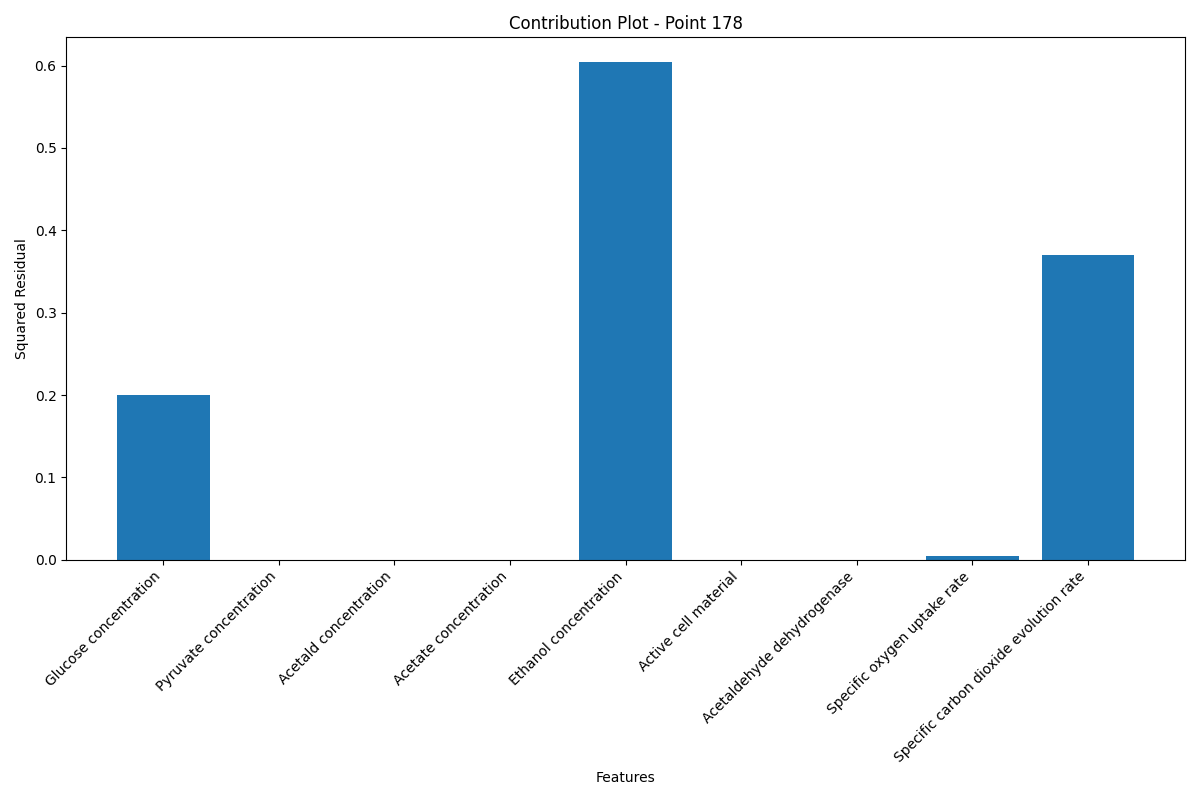 Contribution Plot - Point 178
Squared Residual
0.6
0.5
0.4
0.3
0.2
0.1
0.0
Glucose concentration
Pyruvate concentration
Acetald concentration
Acetate concentration
Ethanol concentration
Active cell material
Acetaldehyde dehydrogenase
Specific oxygen uptake rate
Specific carbon dioxide evolution rate
Features